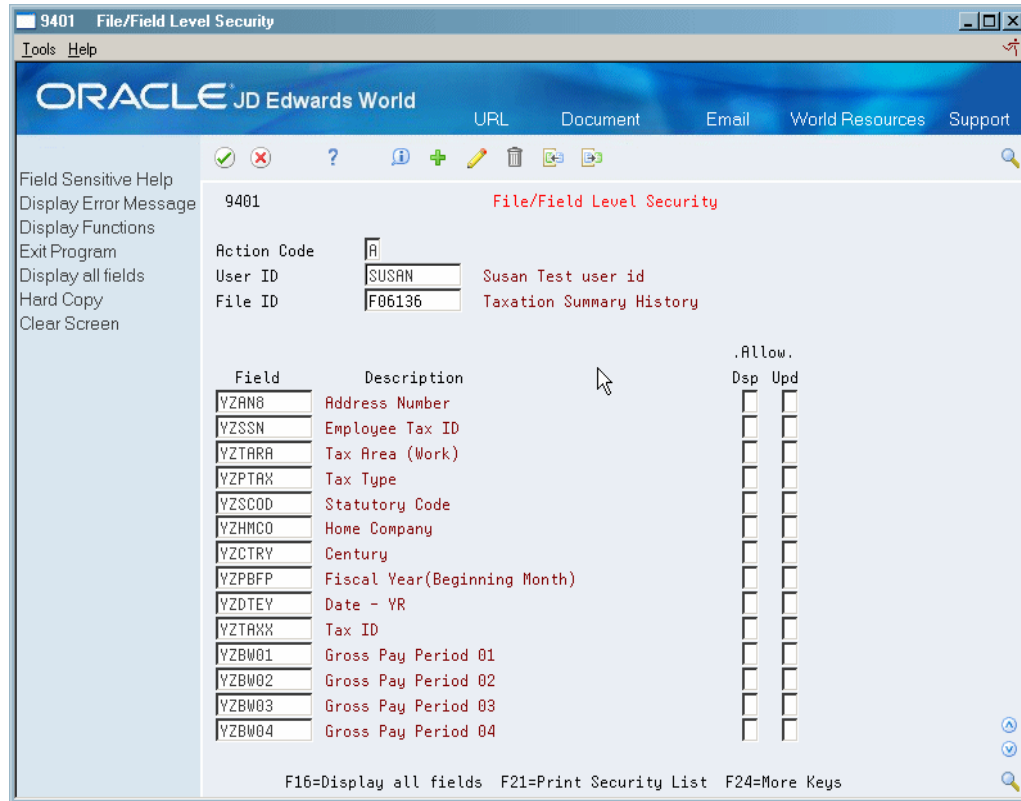 9401 File/Field Level Security
Tools Help
ORACLE JD Edwards World
URL Document Email World Resources Support
Field Sensitive Help
Display Error Message
Display Functions
Exit Program
Display all fields
Hard Copy
Clear Screen
9401 File/Field Level Security
Action Code A
User ID SUSAN Susan Test user id
File ID F06136 Taxation Summary History
.Allow.
Field Description Dsp Upd
YZAN8 Address Number
YZSSN Employee Tax ID
YZTARA Tax Area (Work)
YZPTAX Tax Type
YZSCOD Statutory Code
YZHMCO Home Company
YZCTRY Century
YZPBFP Fiscal Year(Beginning Month)
YZDTEY Date - YR
YZTAXX Tax ID
YZBW01 Gross Pay Period 01
YZBW02 Gross Pay Period 02
YZBW03 Gross Pay Period 03
YZBW04 Gross Pay Period 04
F16=Display all fields F21=Print Security List F24=More Keys